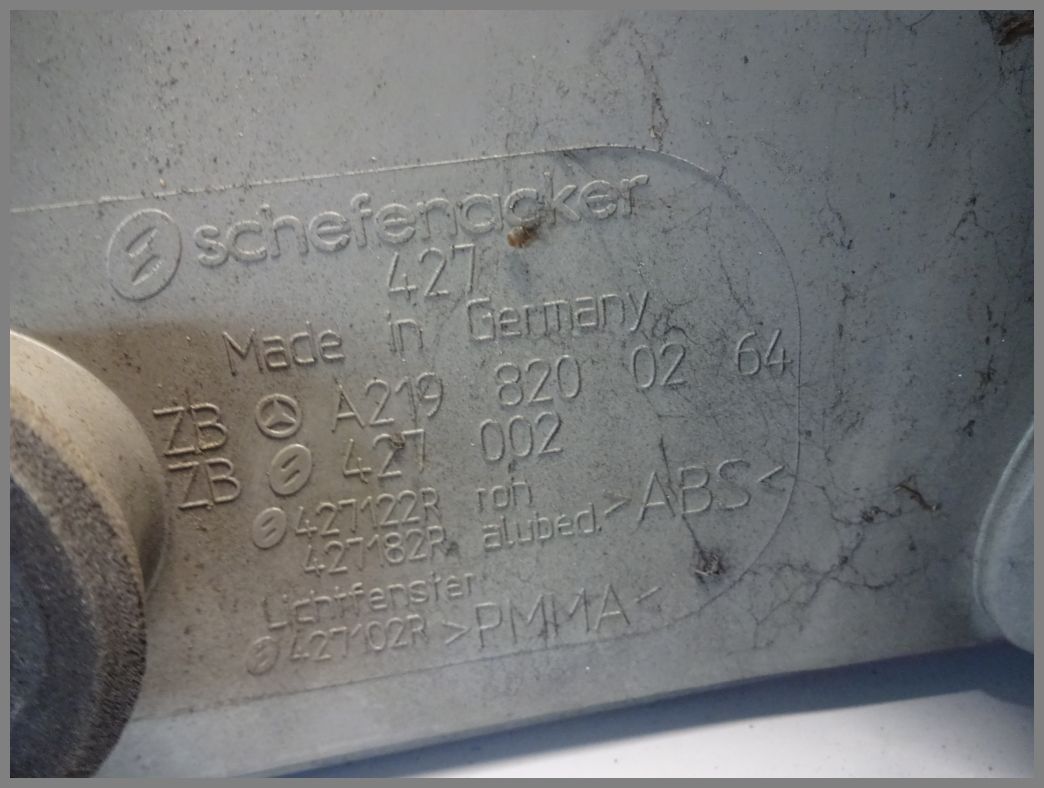 schefenacker
427
Made in Germany
ZB A219 820 02 64
ZB 427 002
427122R roh
427182R alubed. >ABS<
Lichtfenster
427102R >PMMA<